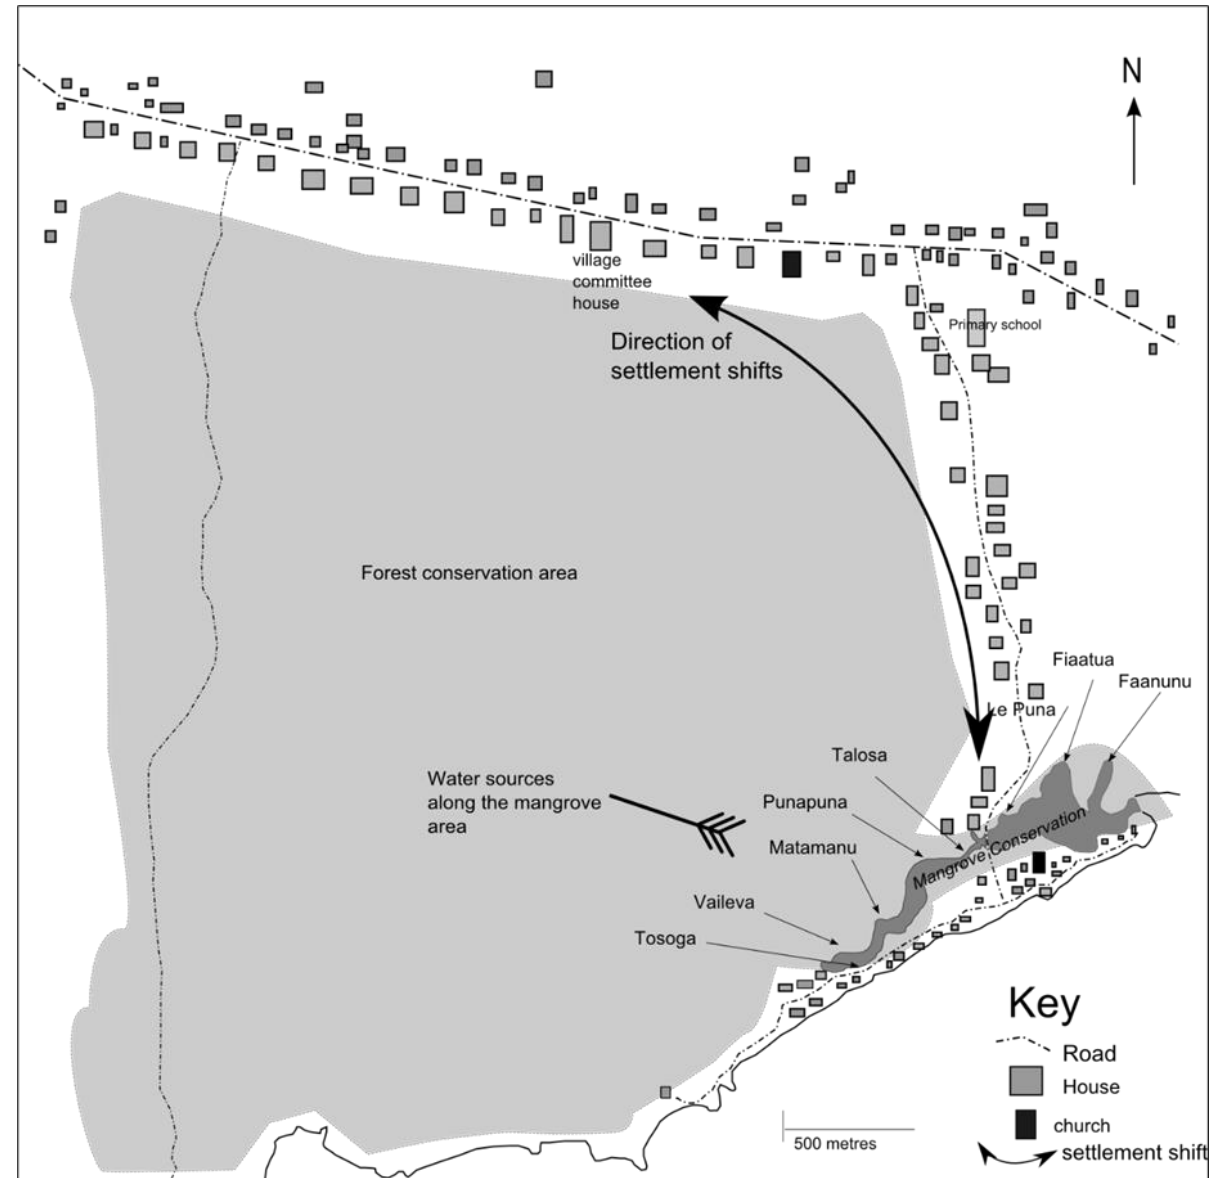 N
village
committee
house
Primary school
Direction of
settlement shifts
Forest conservation area
Fiaatua
Faanunu
Le Puna
Talosa
Water sources
along the mangrove
area
Punapuna
Matamanu
Mangrove Conservation
Vaileva
Tosoga
Key
Road
House
church
settlement shift
500 metres